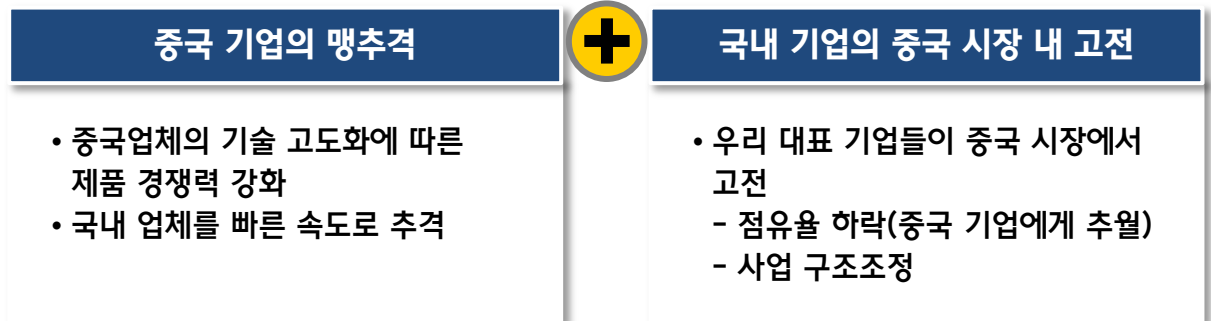 중국 기업의 맹추격
• 중국업체의 기술 고도화에 따른
제품 경쟁력 강화
• 국내 업체를 빠른 속도로 추격
+
국내 기업의 중국 시장 내 고전
• 우리 대표 기업들이 중국 시장에서
고전
- 점유율 하락(중국 기업에게 추월)
- 사업 구조조정